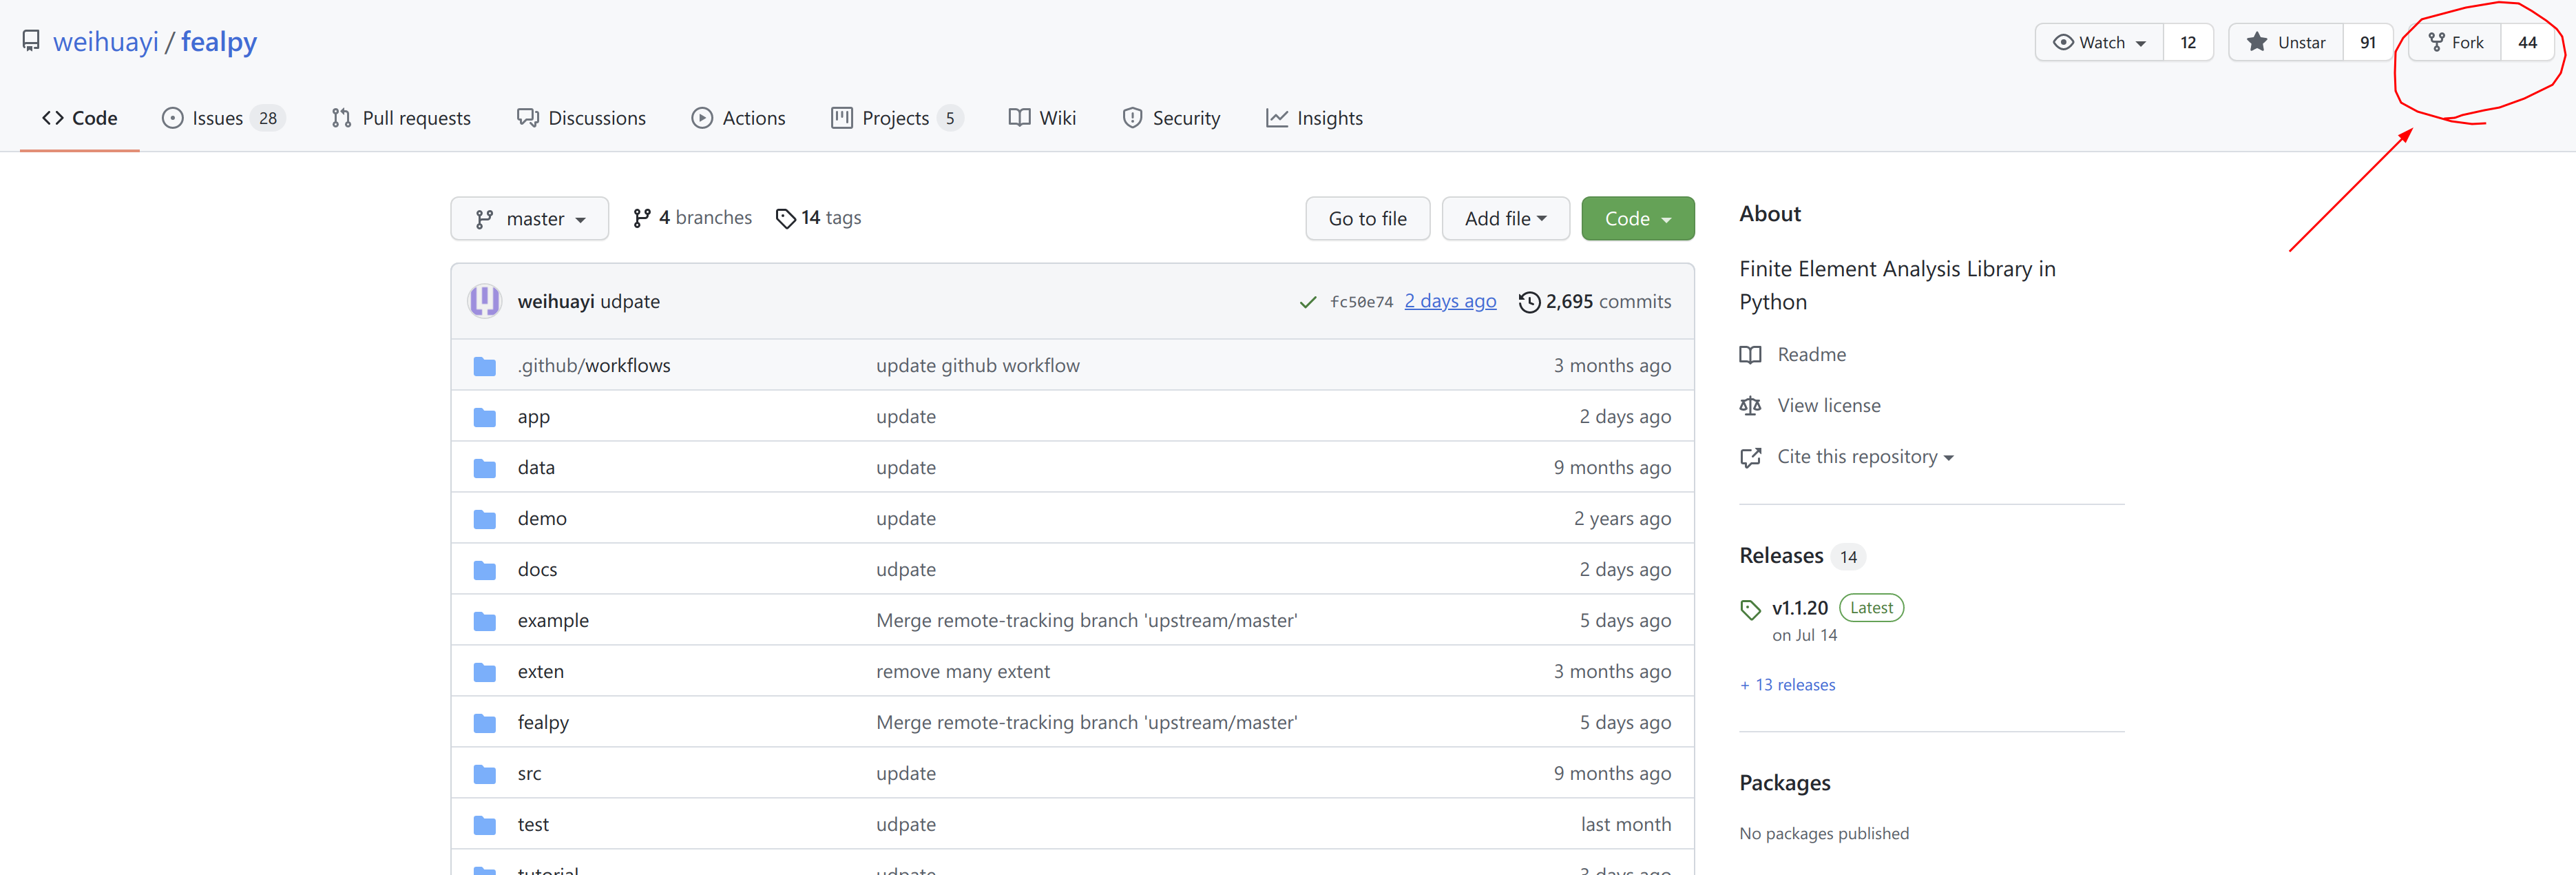 weihuayi / fealpy
Watch 12 Unstar 91 Fork 44
Code Issues 28 Pull requests Discussions Actions Projects 5 Wiki Security Insights
master 4 branches 14 tags Go to file Add file Code
weihuayi udpate fc50e74 2 days ago 2,695 commits
.github/workflows update github workflow 3 months ago
app update 2 days ago
data update 9 months ago
demo update 2 years ago
docs udpate 2 days ago
example Merge remote-tracking branch 'upstream/master' 5 days ago
exten remove many extent 3 months ago
fealpy Merge remote-tracking branch 'upstream/master' 5 days ago
src update 9 months ago
test udpate last month
tutorial udpate 3 days ago
About
Finite Element Analysis Library in
Python
Readme
View license
Cite this repository
Releases 14
v1.1.20 Latest
on Jul 14
+ 13 releases
Packages
No packages published